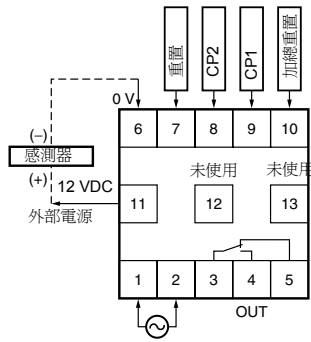 重置
CP2
CP1
加總重置
0 V
6 7 8 9 10
(–)
感測器
(+)
12 VDC
外部電源
未使用
未使用
11 12 13
1 2 3 4 5
OUT